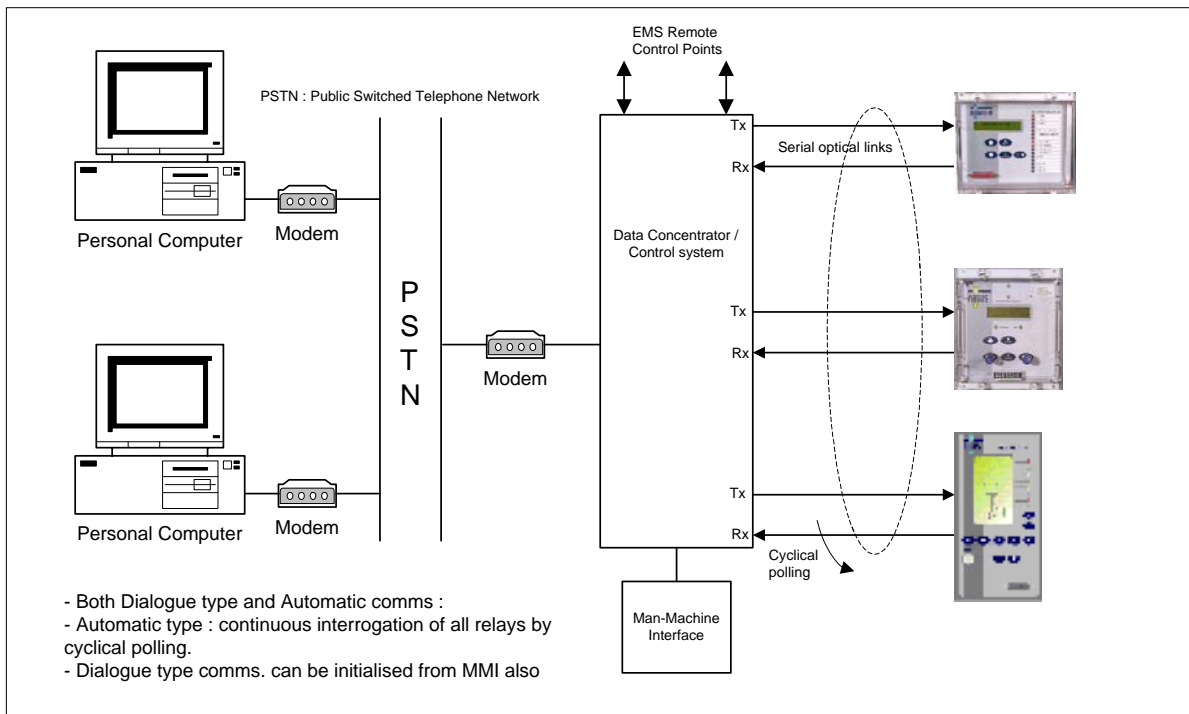 EMS Remote
Control Points
PSTN : Public Switched Telephone Network
Tx
Serial optical links
Rx
Personal Computer
Modem
Data Concentrator /
Control system
P
S
T
N
Tx
Rx
Modem
Tx
Rx
Personal Computer
Modem
Cyclical
polling
Man-Machine
Interface
- Both Dialogue type and Automatic comms :
- Automatic type : continuous interrogation of all relays by
cyclical polling.
- Dialogue type comms. can be initialised from MMI also